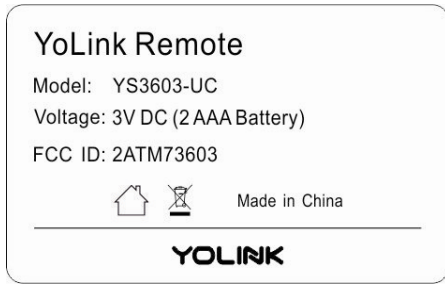 YoLink Remote
Model: YS3603-UC
Voltage: 3V DC (2 AAA Battery)
FCC ID: 2ATM73603
Made in China
YOLINK